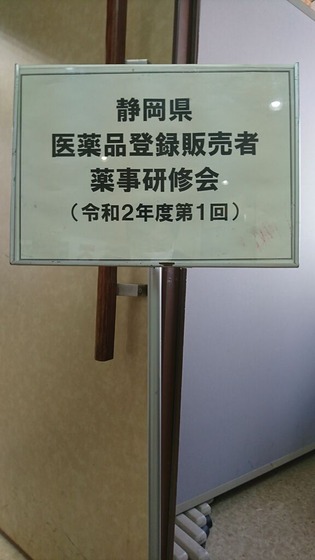 静岡県
医薬品登録販売者
薬事研修会
（令和2年度第1回）